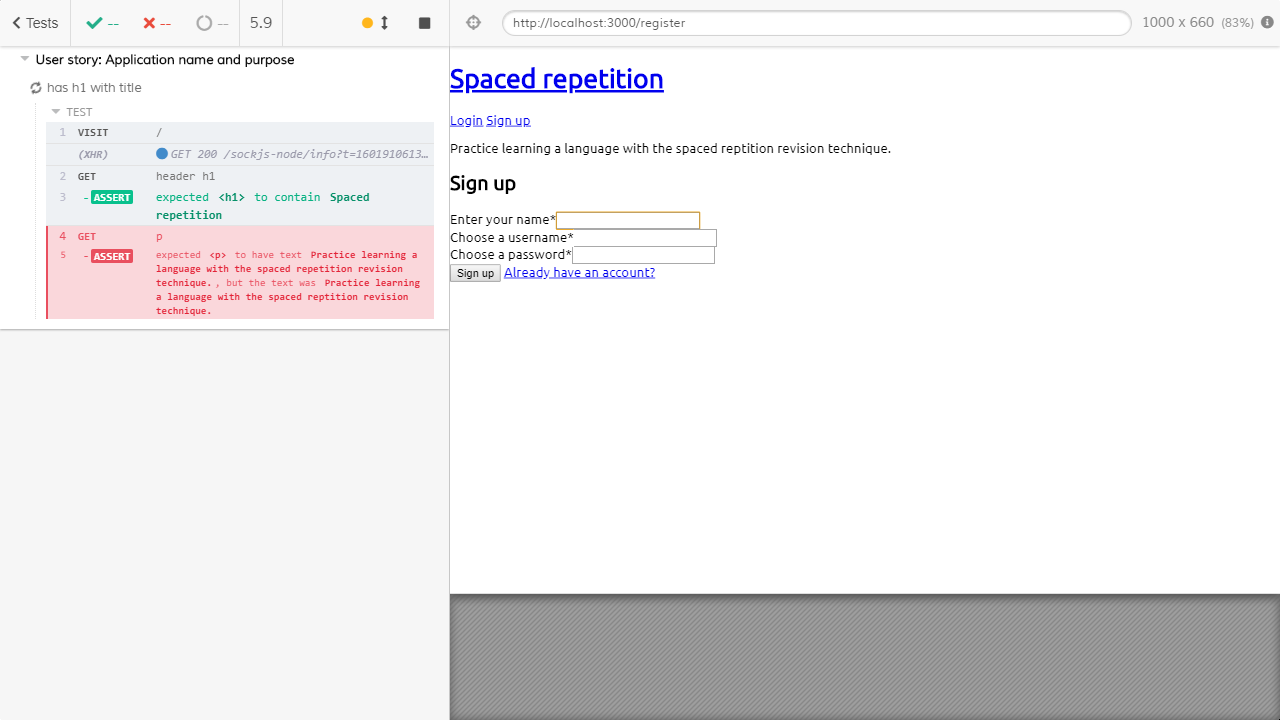 Tests -- -- -- 5.9
http://localhost:3000/register 1000 x 660 (83%)
User story: Application name and purpose
has h1 with title
TEST
1 VISIT /
(XHR) GET 200 /sockjs-node/info?t=1601910613…
2 GET header h1
3 - ASSERT expected <h1> to contain Spaced
repetition
4 GET p
5 - ASSERT expected <p> to have text Practice learning a
language with the spaced repetition revision
technique. , but the text was Practice learning
a language with the spaced reptition revision
technique.
Spaced repetition
Login Sign up
Practice learning a language with the spaced reptition revision technique.
Sign up
Enter your name*
Choose a username*
Choose a password*
Sign up Already have an account?